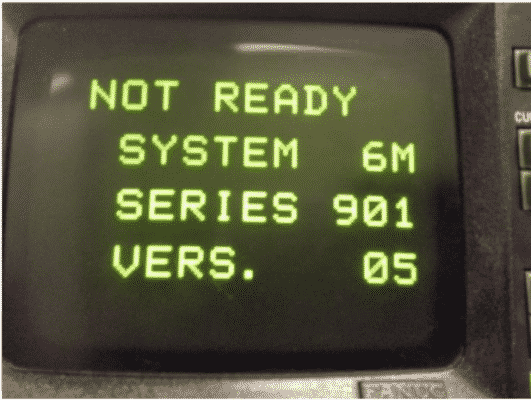 NOT READY
SYSTEM 6M
SERIES 901
VERS. 05